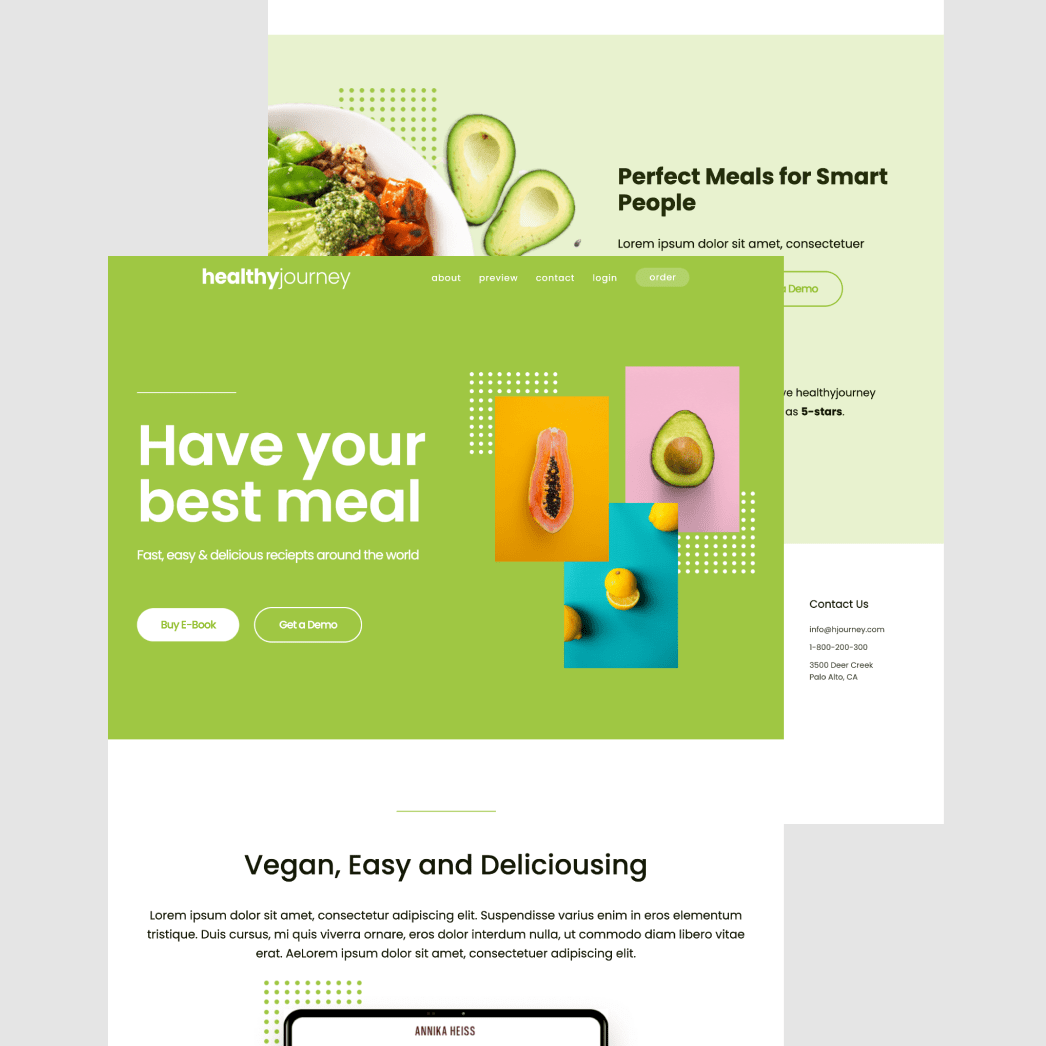 Perfect Meals for Smart
People
Lorem ipsum dolor sit amet, consectetuer
Demo
healthyjourney
as 5-stars.
Contact Us
info@hjourney.com
1-800-200-300
3500 Deer Creek
Palo Alto, CA
healthyjourney
about preview contact login order
Have your
best meal
Fast, easy & delicious reciepts around the world
Buy E-Book Get a Demo
Vegan, Easy and Deliciousing
Lorem ipsum dolor sit amet, consectetur adipiscing elit. Suspendisse varius enim in eros elementum
tristique. Duis cursus, mi quis viverra ornare, eros dolor interdum nulla, ut commodo diam libero vitae
erat. AeLorem ipsum dolor sit amet, consectetuer adipiscing elit.
ANNIKA HEISS